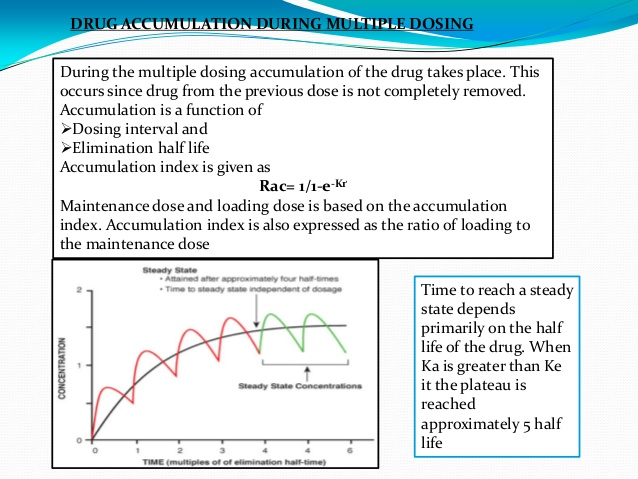 DRUG ACCUMULATION DURING MULTIPLE DOSING
During the multiple dosing accumulation of the drug takes place. This
occurs since drug from the previous dose is not completely removed.
Accumulation is a function of
➢Dosing interval and
➢Elimination half life
Accumulation index is given as
Rac= 1/1-e-Kr
Maintenance dose and loading dose is based on the accumulation
index. Accumulation index is also expressed as the ratio of loading to
the maintenance dose
Steady State
• Attained after approximately four half-times
• Time to steady state independent of dosage
2
1
0
CONCENTRATION
Steady State Concentrations
0 1 2 3 4 4 6
TIME (multiples of of elimination half-time)
Time to reach a steady
state depends
primarily on the half
life of the drug. When
Ka is greater than Ke
it the plateau is
reached
approximately 5 half
life